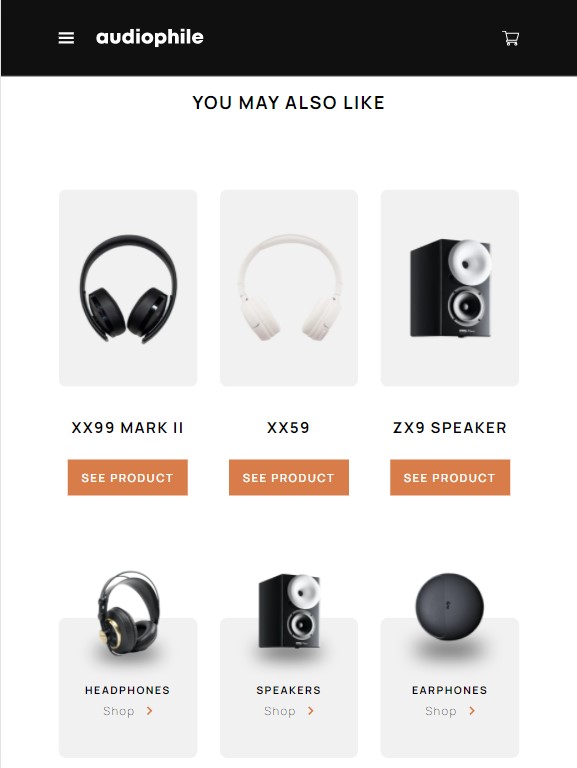 audiophile
YOU MAY ALSO LIKE
XX99 MARK II
XX59
ZX9 SPEAKER
SEE PRODUCT
SEE PRODUCT
SEE PRODUCT
HEADPHONES
SPEAKERS
EARPHONES
Shop
Shop
Shop